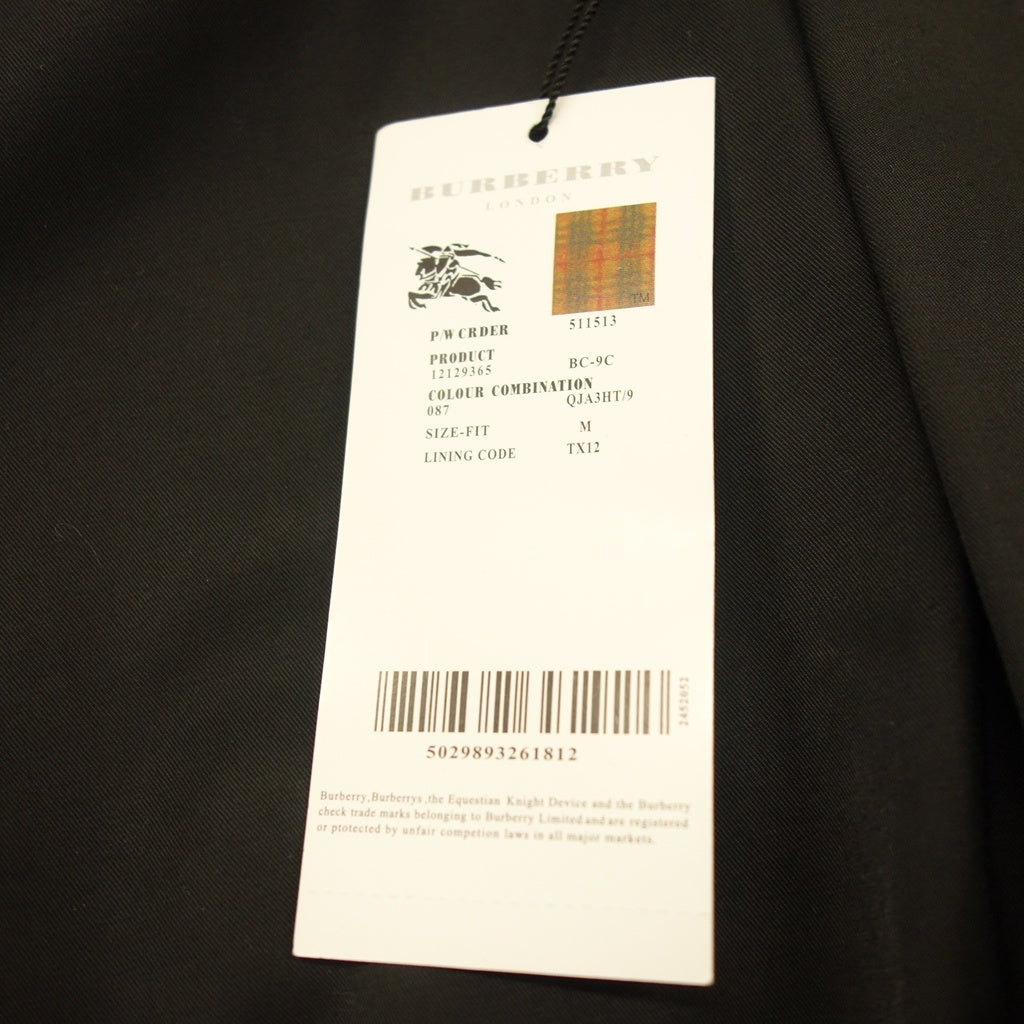 BURBERRY
LONDON
TM
P/W CRDER 511513
PRODUCT
12129365 BC-9C
COLOUR COMBINATION
087 QJA3HT/9
SIZE-FIT M
LINING CODE TX12
2452052
5029893261812
Burberry,Burberrys ,the Equestian Knight Device and the Burberry
check trade marks belonging to Burberry Limited and are registered
or ptotected by unfair competion laws in all major markets.